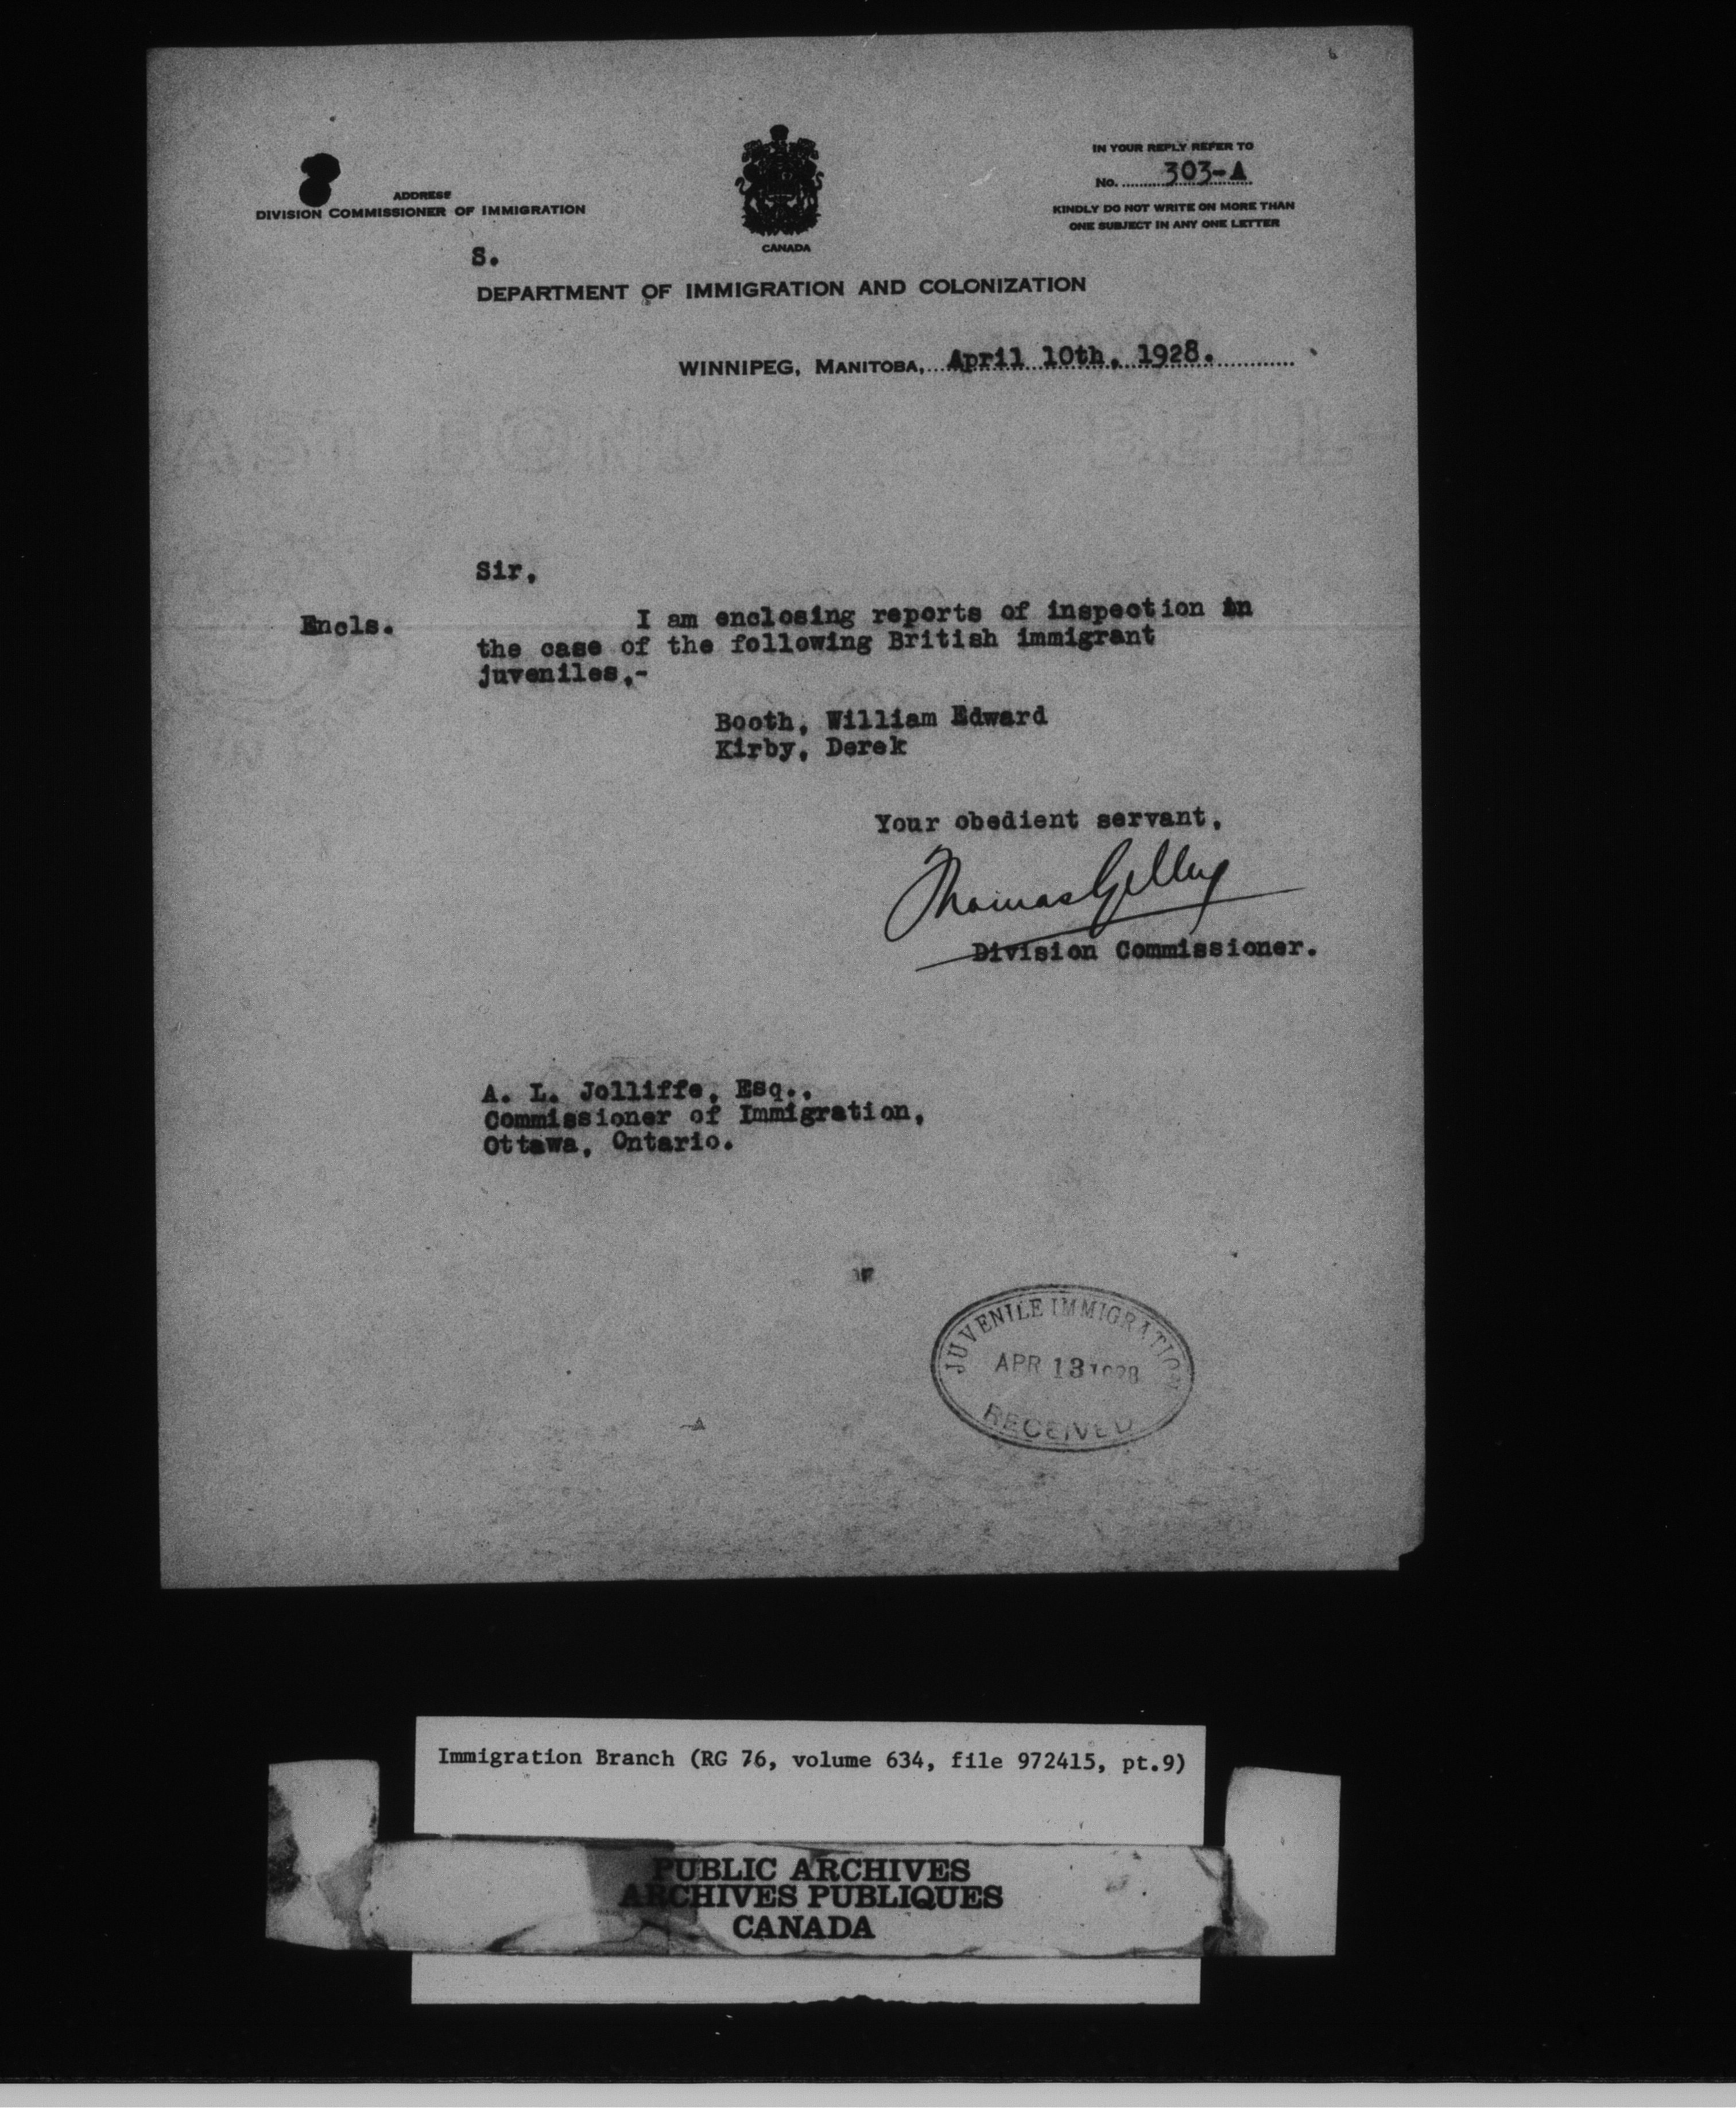 ADDRESS
DIVISION COMMISSIONER OF IMMIGRATION
CANADA
IN YOUR REPLY REFER TO
No. 303-A
KINDLY DO NOT WRITE ON MORE THAN
ONE SUBJECT IN ANY ONE LETTER
S.
DEPARTMENT OF IMMIGRATION AND COLONIZATION
WINNIPEG, MANITOBA, April 10th, 1928.
Sir,
Encls.
I am enclosing reports of inspection in
the case of the following British immigrant
juveniles,-
Booth, William Edward
Kirby, Derek
Your obedient servant,
Thomas Gelley
Division Commissioner.
A. L. Jolliffe, Esq.,
Commissioner of Immigration,
Ottawa, Ontario.
JUVENILE IMMIGRATION
APR 13 1928
RECEIVED
Immigration Branch (RG 76, volume 634, file 972415, pt.9)
PUBLIC ARCHIVES
ARCHIVES PUBLIQUES
CANADA